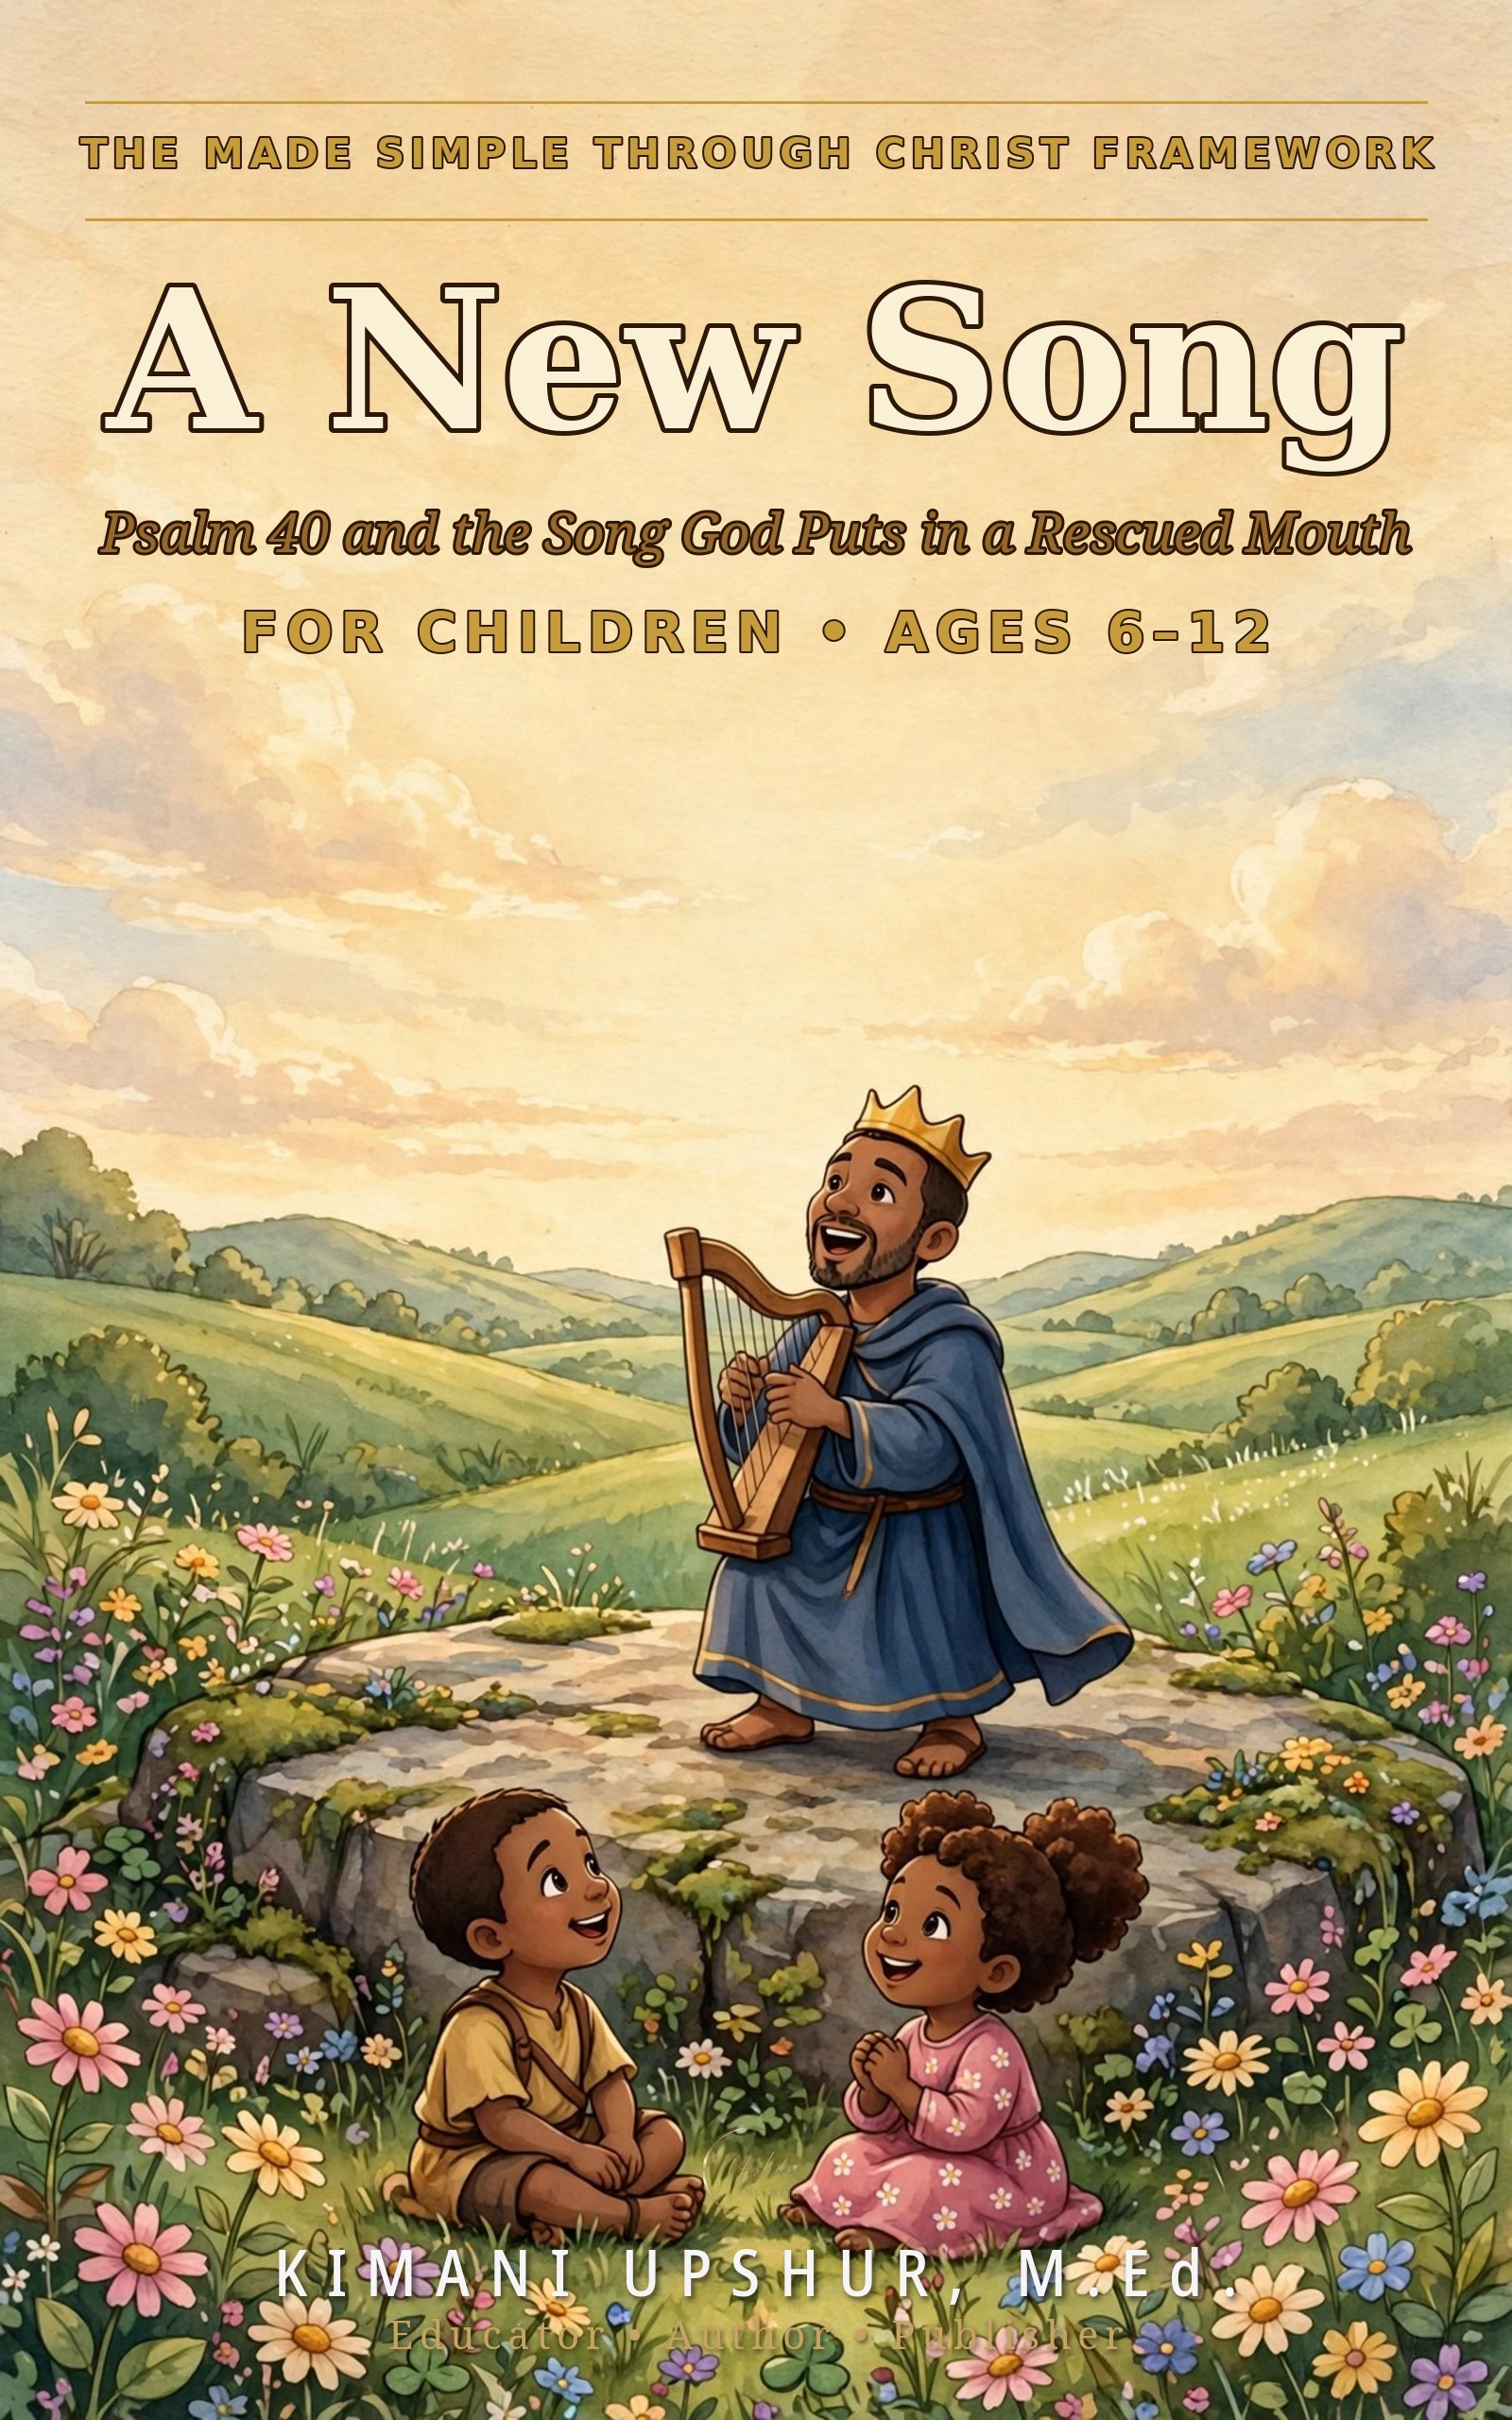 THE MADE SIMPLE THROUGH CHRIST FRAMEWORK
A New Song
Psalm 40 and the Song God Puts in a Rescued Mouth
FOR CHILDREN • AGES 6–12
KIMANI UPSHUR, M.Ed.
Educator • Author • Publisher